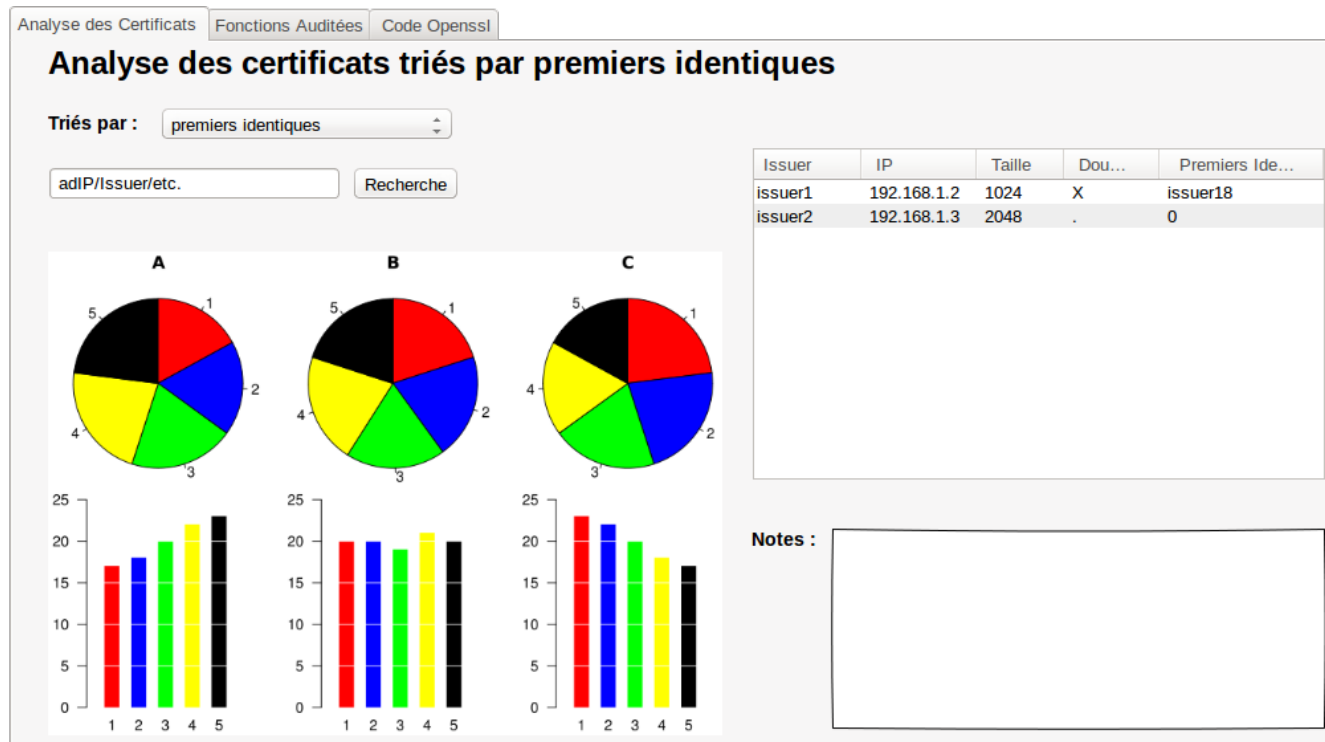 Analyse des Certificats Fonctions Auditées Code Openssl
Analyse des certificats triés par premiers identiques
Triés par : premiers identiques
adIP/Issuer/etc. Recherche
Issuer IP Taille Dou... Premiers Ide...
issuer1 192.168.1.2 1024 X issuer18
issuer2 192.168.1.3 2048 . 0
A B C
5 1 5 1 5 1
2 2 2
4 4 4
3 3 3
25 25 25
20 20 20
15 15 15
10 10 10
5 5 5
0 0 0
1 2 3 4 5 1 2 3 4 5 1 2 3 4 5
Notes :